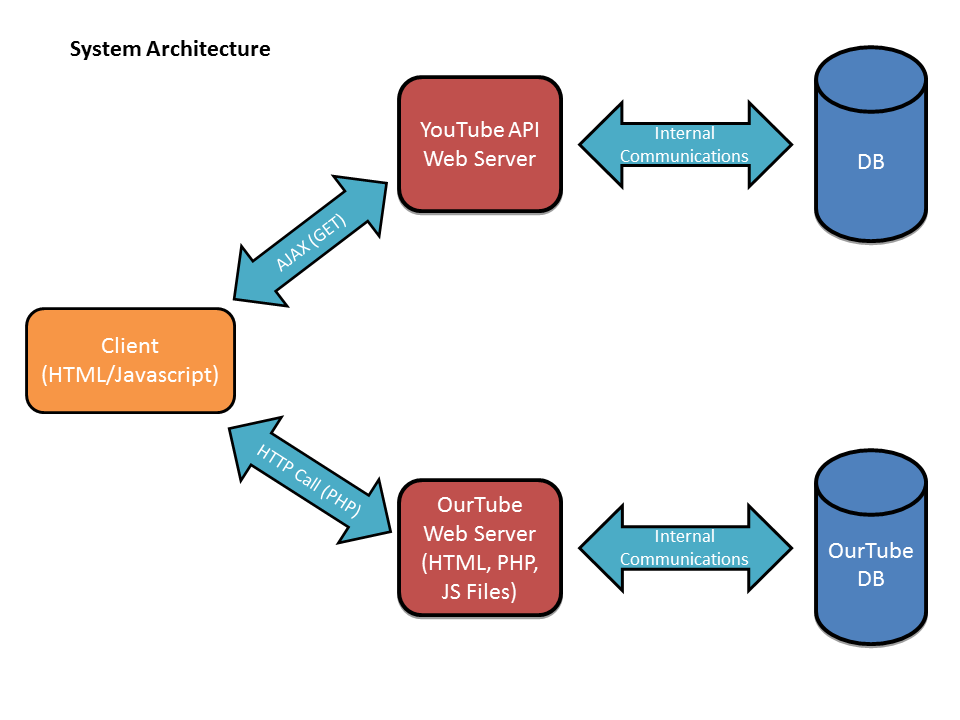 System Architecture
YouTube API
Web Server
Internal
Communications
DB
AJAX (GET)
Client
(HTML/Javascript)
HTTP Call (PHP)
OurTube
Web Server
(HTML, PHP,
JS Files)
Internal
Communications
OurTube
DB